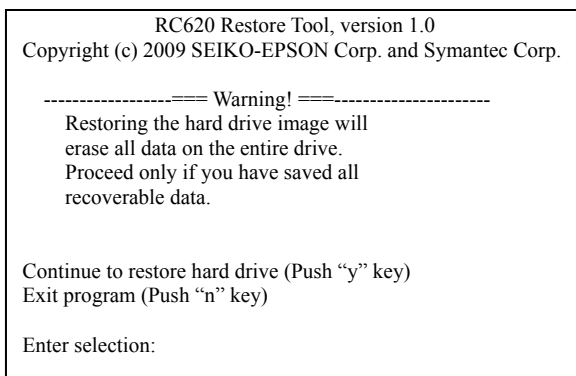 RC620 Restore Tool, version 1.0
Copyright (c) 2009 SEIKO-EPSON Corp. and Symantec Corp.
------------------=== Warning! ===----------------------
Restoring the hard drive image will
erase all data on the entire drive.
Proceed only if you have saved all
recoverable data.
Continue to restore hard drive (Push “y” key)
Exit program (Push “n” key)
Enter selection: